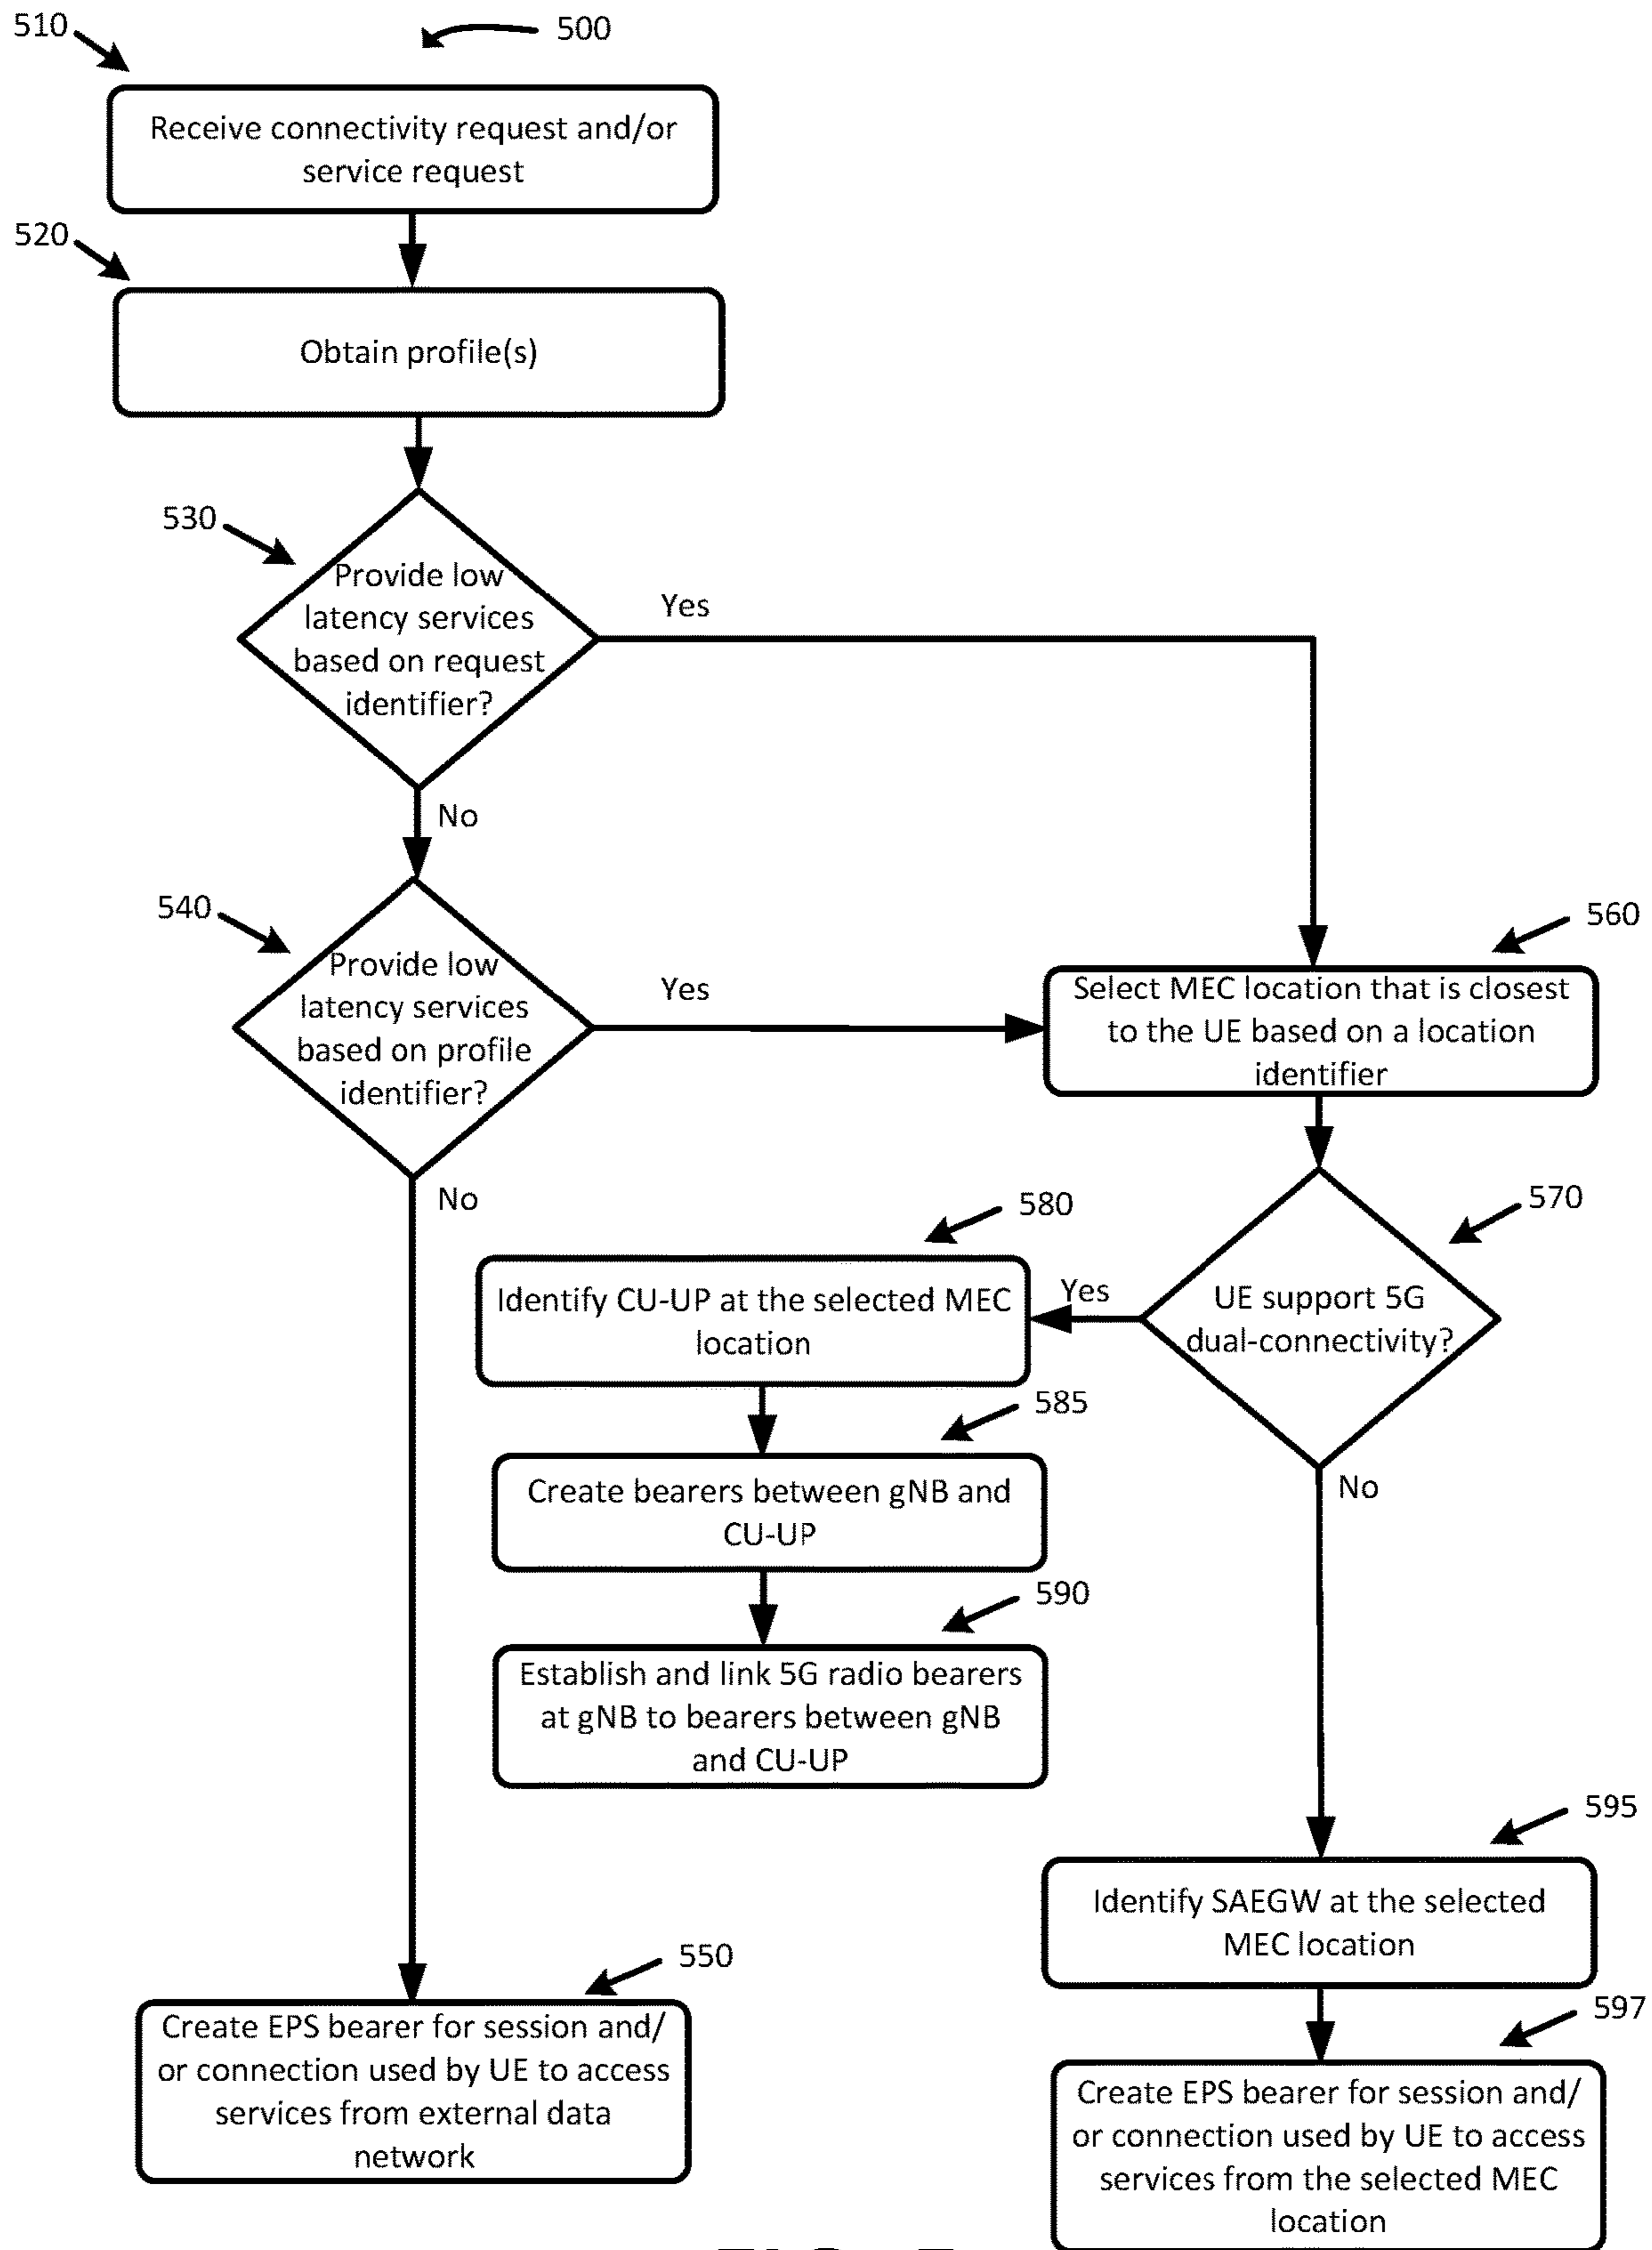 510
500
Receive connectivity request and/or
service request
520
Obtain profile(s)
530
Provide low
latency services
based on request
identifier?
Yes
No
540
Provide low
latency services
based on profile
identifier?
Yes
No
560
Select MEC location that is closest
to the UE based on a location
identifier
570
UE support 5G
dual-connectivity?
Yes
No
580
Identify CU-UP at the selected MEC
location
585
Create bearers between gNB and
CU-UP
590
Establish and link 5G radio bearers
at gNB to bearers between gNB
and CU-UP
595
Identify SAEGW at the selected
MEC location
550
Create EPS bearer for session and/
or connection used by UE to access
services from external data
network
597
Create EPS bearer for session and/
or connection used by UE to access
services from the selected MEC
location